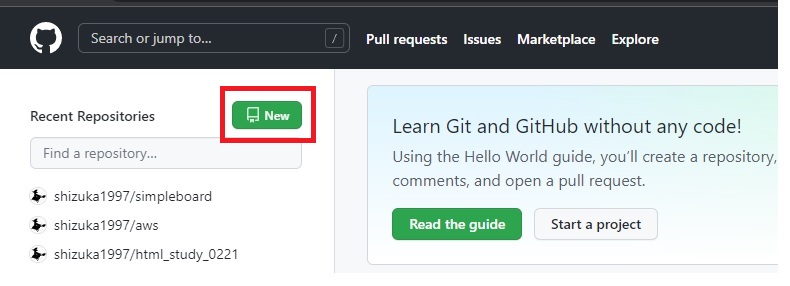 Search or jump to... /
Pull requests Issues Marketplace Explore
Recent Repositories
New
Find a repository...
shizuka1997/simpleboard
shizuka1997/aws
shizuka1997/html_study_0221
Learn Git and GitHub without any code!
Using the Hello World guide, you'll create a repository,
comments, and open a pull request.
Read the guide
Start a project